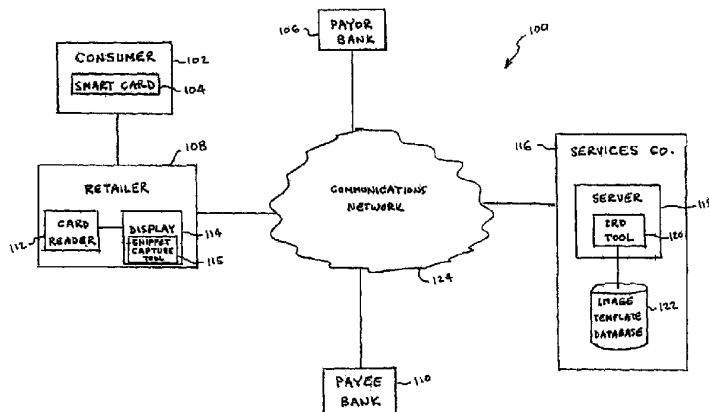 106
PAYOR
BANK
100
CONSUMER
102
SMART CARD
104
108
RETAILER
CARD
READER
112
DISPLAY
114
SNIPPET
CAPTURE
TOOL
115
COMMUNICATIONS
NETWORK
124
116
SERVICES CO.
SERVER
IRD
TOOL
120
IMAGE
TEMPLATE
DATABASE
122
PAYEE
BANK
110